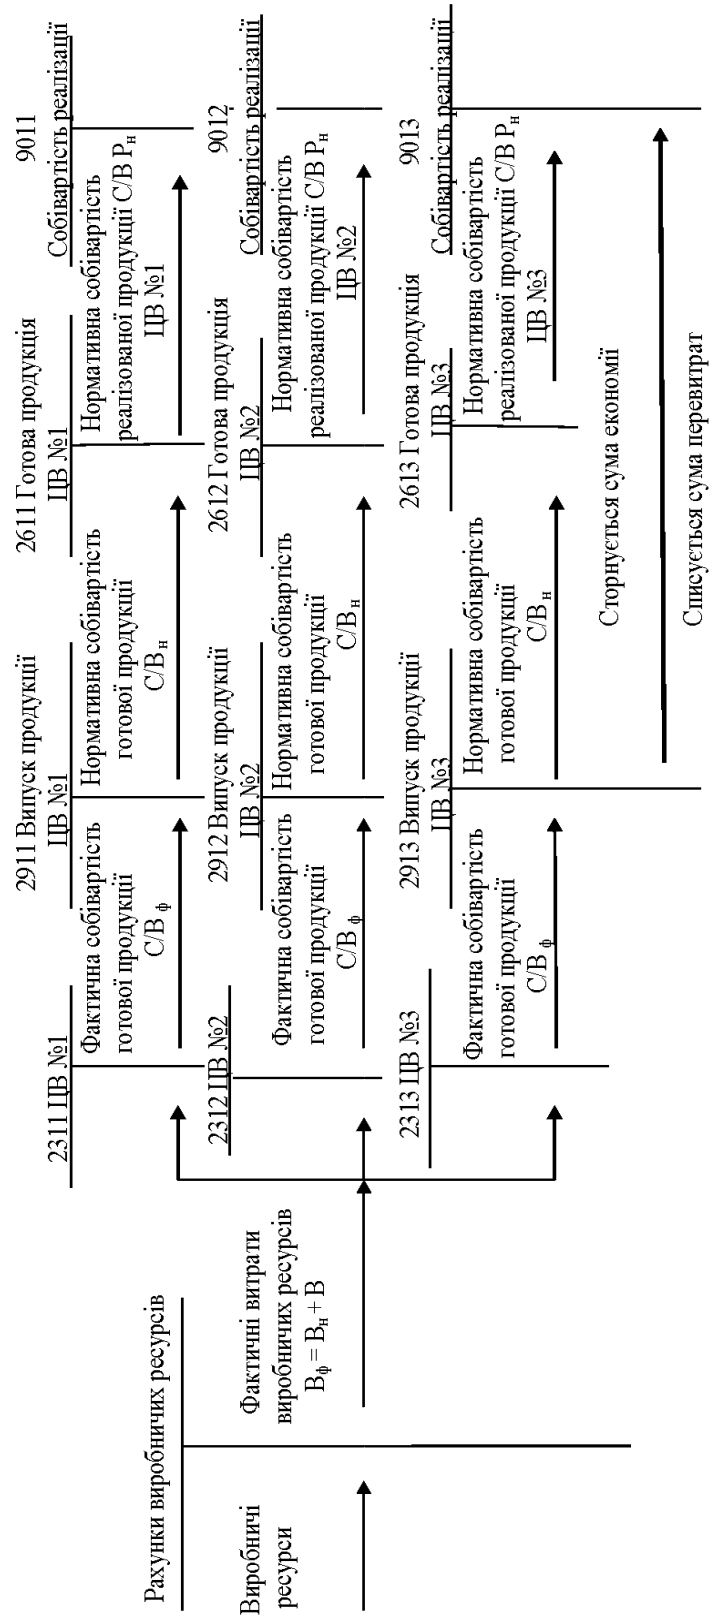 Рахунки виробничих ресурсів
Виробничі
ресурси
Фактичні витрати
виробничих ресурсів
Вф = Вн + В
2311 ЦВ №1
Фактична собівартість
готової продукції
С/Вф
2911 Випуск продукції
ЦВ №1
Нормативна собівартість
готової продукції
С/Вн
2611 Готова продукція
ЦВ №1
Нормативна собівартість
реалізованої продукції С/В Рн
ЦВ №1
9011
Собівартість реалізації
2312 ЦВ №2
Фактична собівартість
готової продукції
С/Вф
2912 Випуск продукції
ЦВ №2
Нормативна собівартість
готової продукції
С/Вн
2612 Готова продукція
ЦВ №2
Нормативна собівартість
реалізованої продукції С/В Рн
ЦВ №2
9012
Собівартість реалізації
2313 ЦВ №3
Фактична собівартість
готової продукції
С/Вф
2913 Випуск продукції
ЦВ №3
Нормативна собівартість
готової продукції
С/Вн
2613 Готова продукція
ЦВ №3
Нормативна собівартість
реалізованої продукції С/В Рн
ЦВ №3
9013
Собівартість реалізації
Сторнується сума економії
Списується сума перевитрат